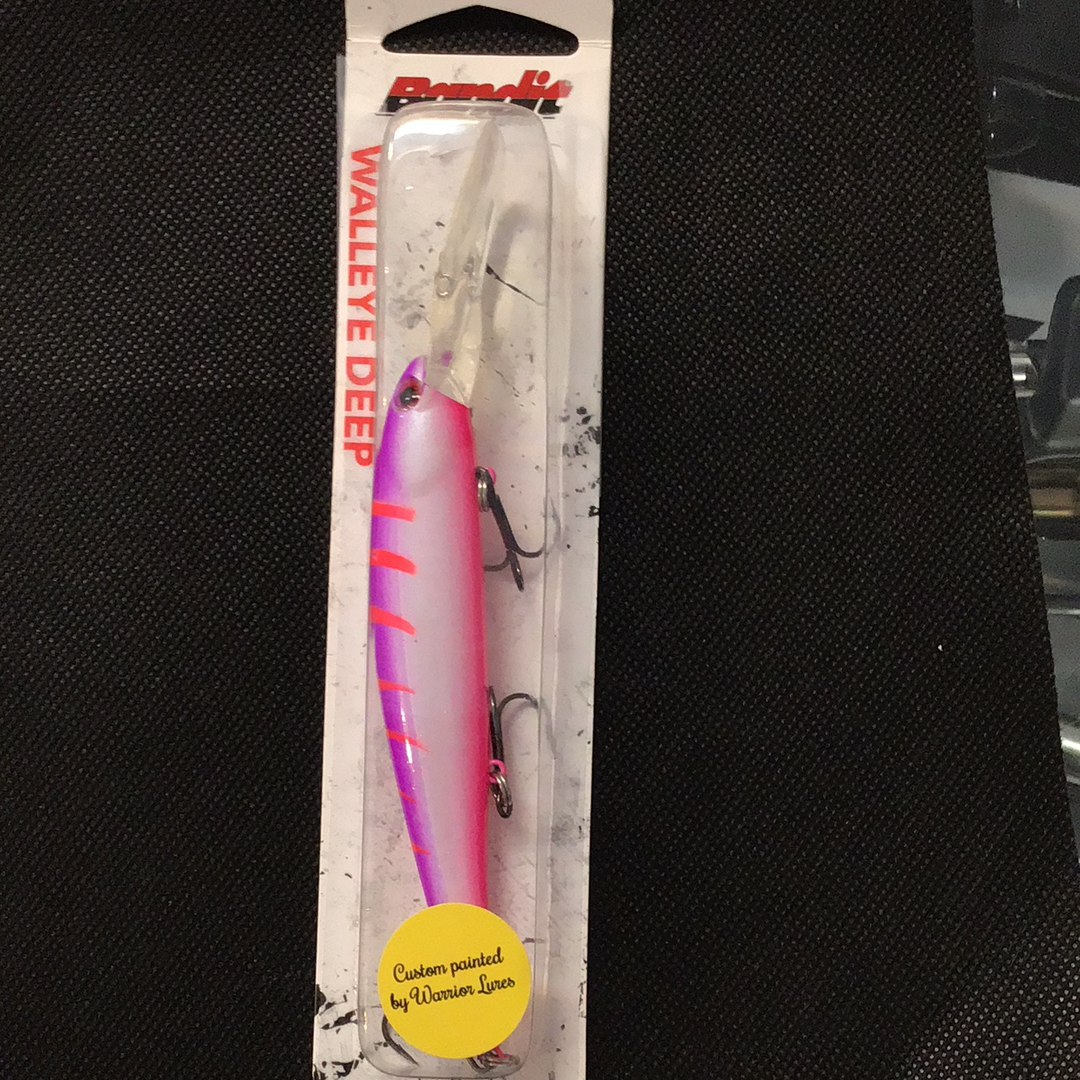 Bandit
WALLEYE DEEP
Custom painted
by Warrior Lures